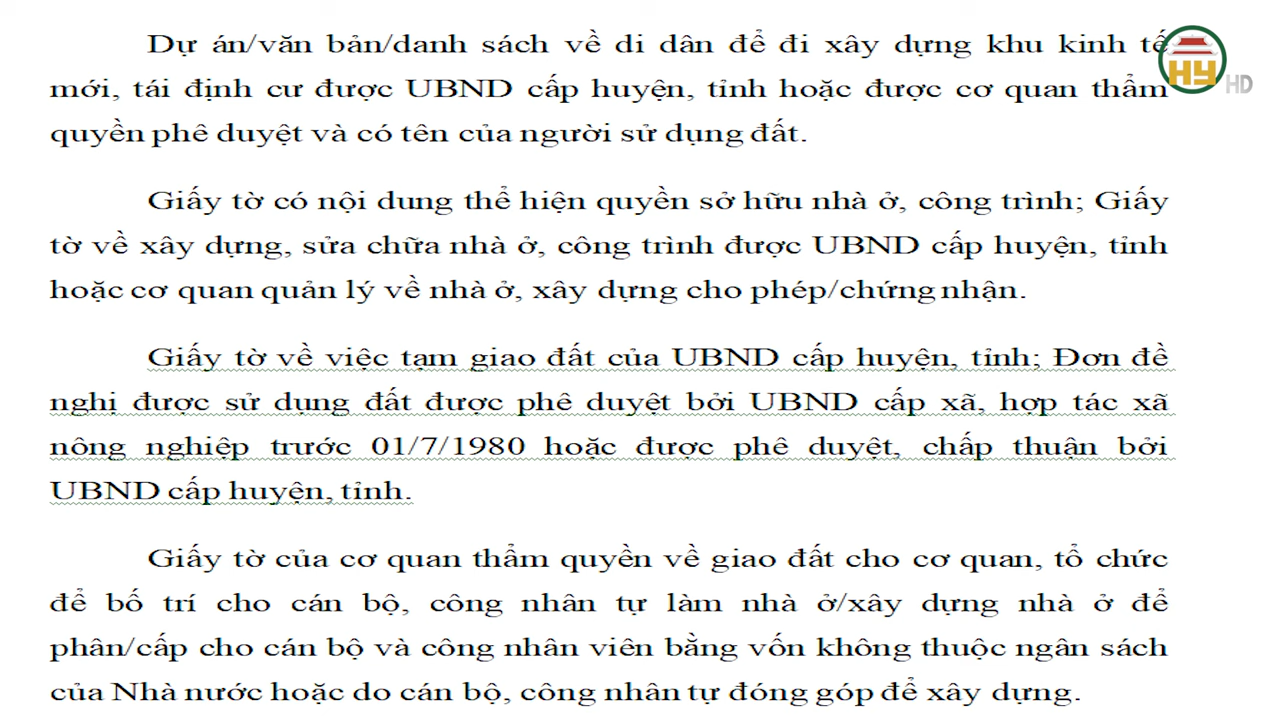 Dự án/văn bản/danh sách về di dân để đi xây dựng khu kinh tế
mới, tái định cư được UBND cấp huyện, tỉnh hoặc được cơ quan thẩm
quyền phê duyệt và có tên của người sử dụng đất.
Giấy tờ có nội dung thể hiện quyền sở hữu nhà ở, công trình; Giấy
tờ về xây dựng, sửa chữa nhà ở, công trình được UBND cấp huyện, tỉnh
hoặc cơ quan quản lý về nhà ở, xây dựng cho phép/chứng nhận.
Giấy tờ về việc tạm giao đất của UBND cấp huyện, tỉnh; Đơn đề
nghị được sử dụng đất được phê duyệt bởi UBND cấp xã, hợp tác xã
nông nghiệp trước 01/7/1980 hoặc được phê duyệt, chấp thuận bởi
UBND cấp huyện, tỉnh.
Giấy tờ của cơ quan thẩm quyền về giao đất cho cơ quan, tổ chức
để bố trí cho cán bộ, công nhân tự làm nhà ở/xây dựng nhà ở để
phân/cấp cho cán bộ và công nhân viên bằng vốn không thuộc ngân sách
của Nhà nước hoặc do cán bộ, công nhân tự đóng góp để xây dựng.
HY HD